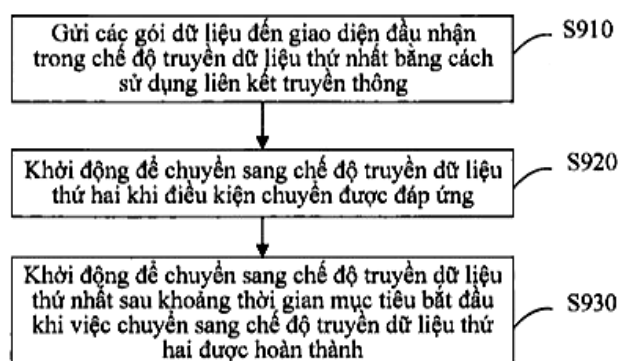 Gửi các gói dữ liệu đến giao diện đầu nhận
trong chế độ truyền dữ liệu thứ nhất bằng cách
sử dụng liên kết truyền thông
S910
Khởi động để chuyển sang chế độ truyền dữ liệu
thứ hai khi điều kiện chuyển được đáp ứng
S920
Khởi động để chuyển sang chế độ truyền dữ liệu
thứ nhất sau khoảng thời gian mục tiêu bắt đầu
khi việc chuyển sang chế độ truyền dữ liệu thứ
hai được hoàn thành
S930